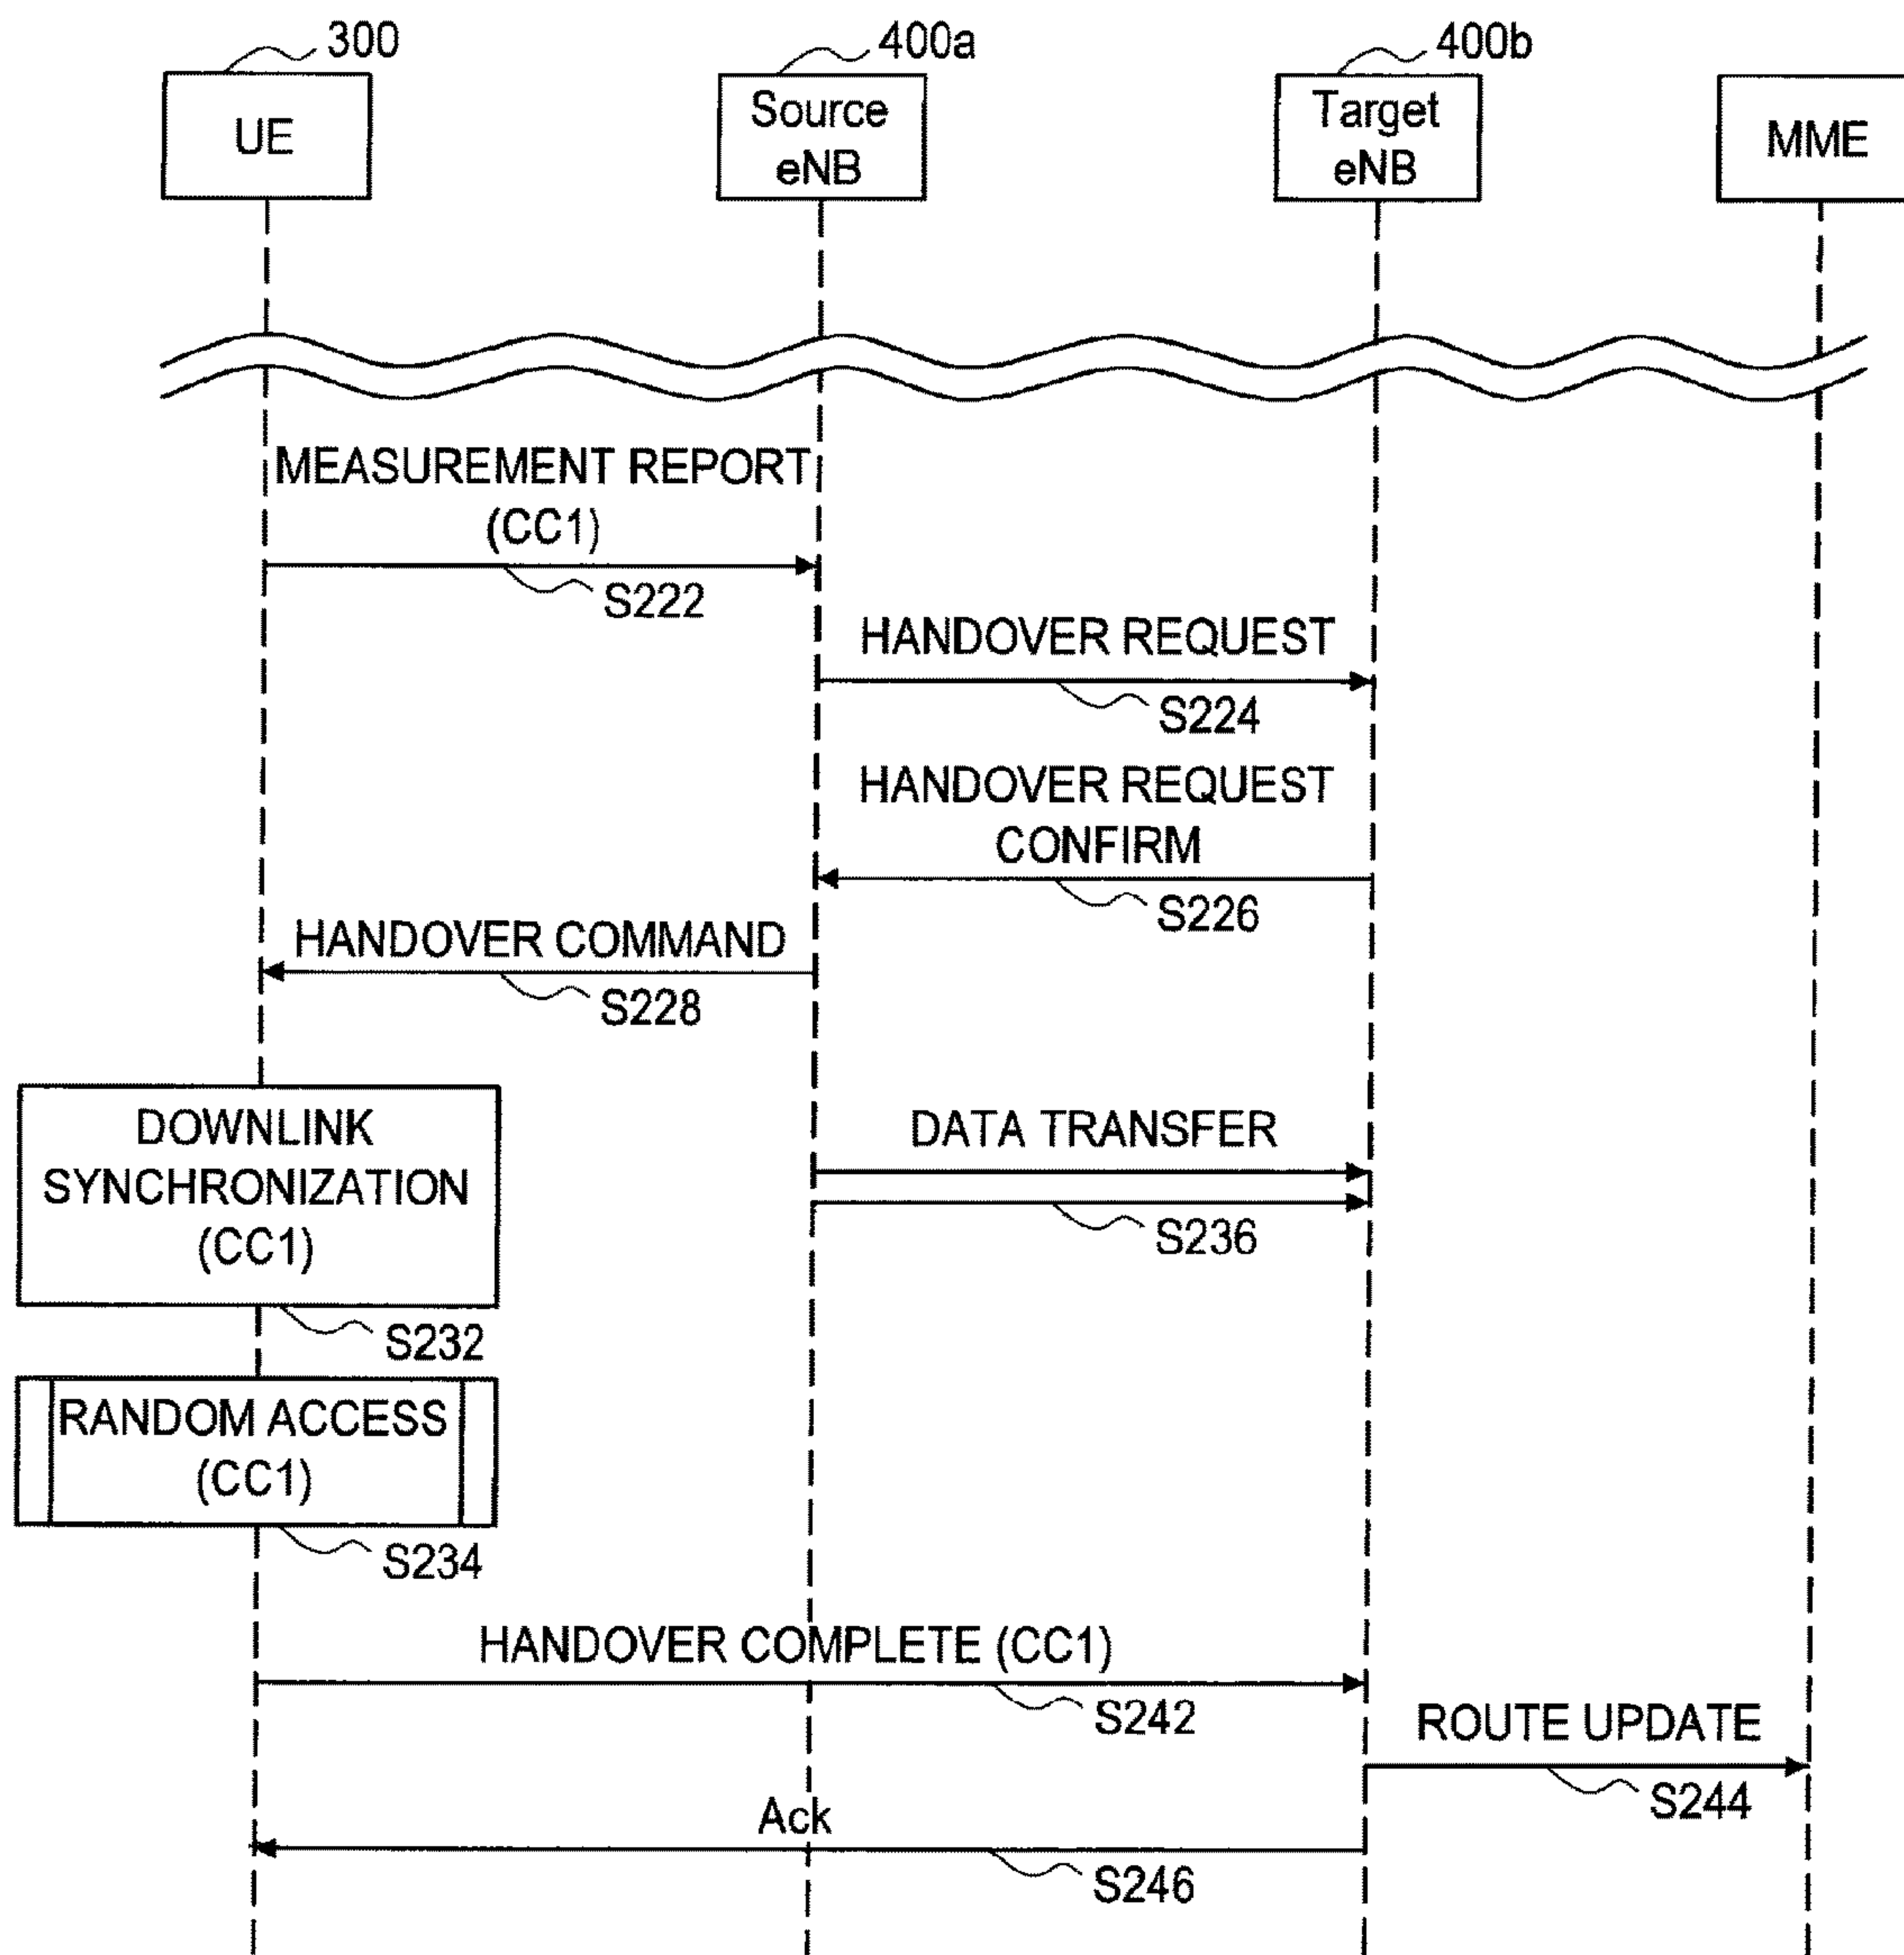 300
400a
400b
UE
Source
eNB
Target
eNB
MME
MEASUREMENT REPORT
(CC1)
S222
HANDOVER REQUEST
S224
HANDOVER REQUEST
CONFIRM
S226
HANDOVER COMMAND
S228
DOWNLINK
SYNCHRONIZATION
(CC1)
S232
DATA TRANSFER
S236
RANDOM ACCESS
(CC1)
S234
HANDOVER COMPLETE (CC1)
S242
ROUTE UPDATE
S244
Ack
S246